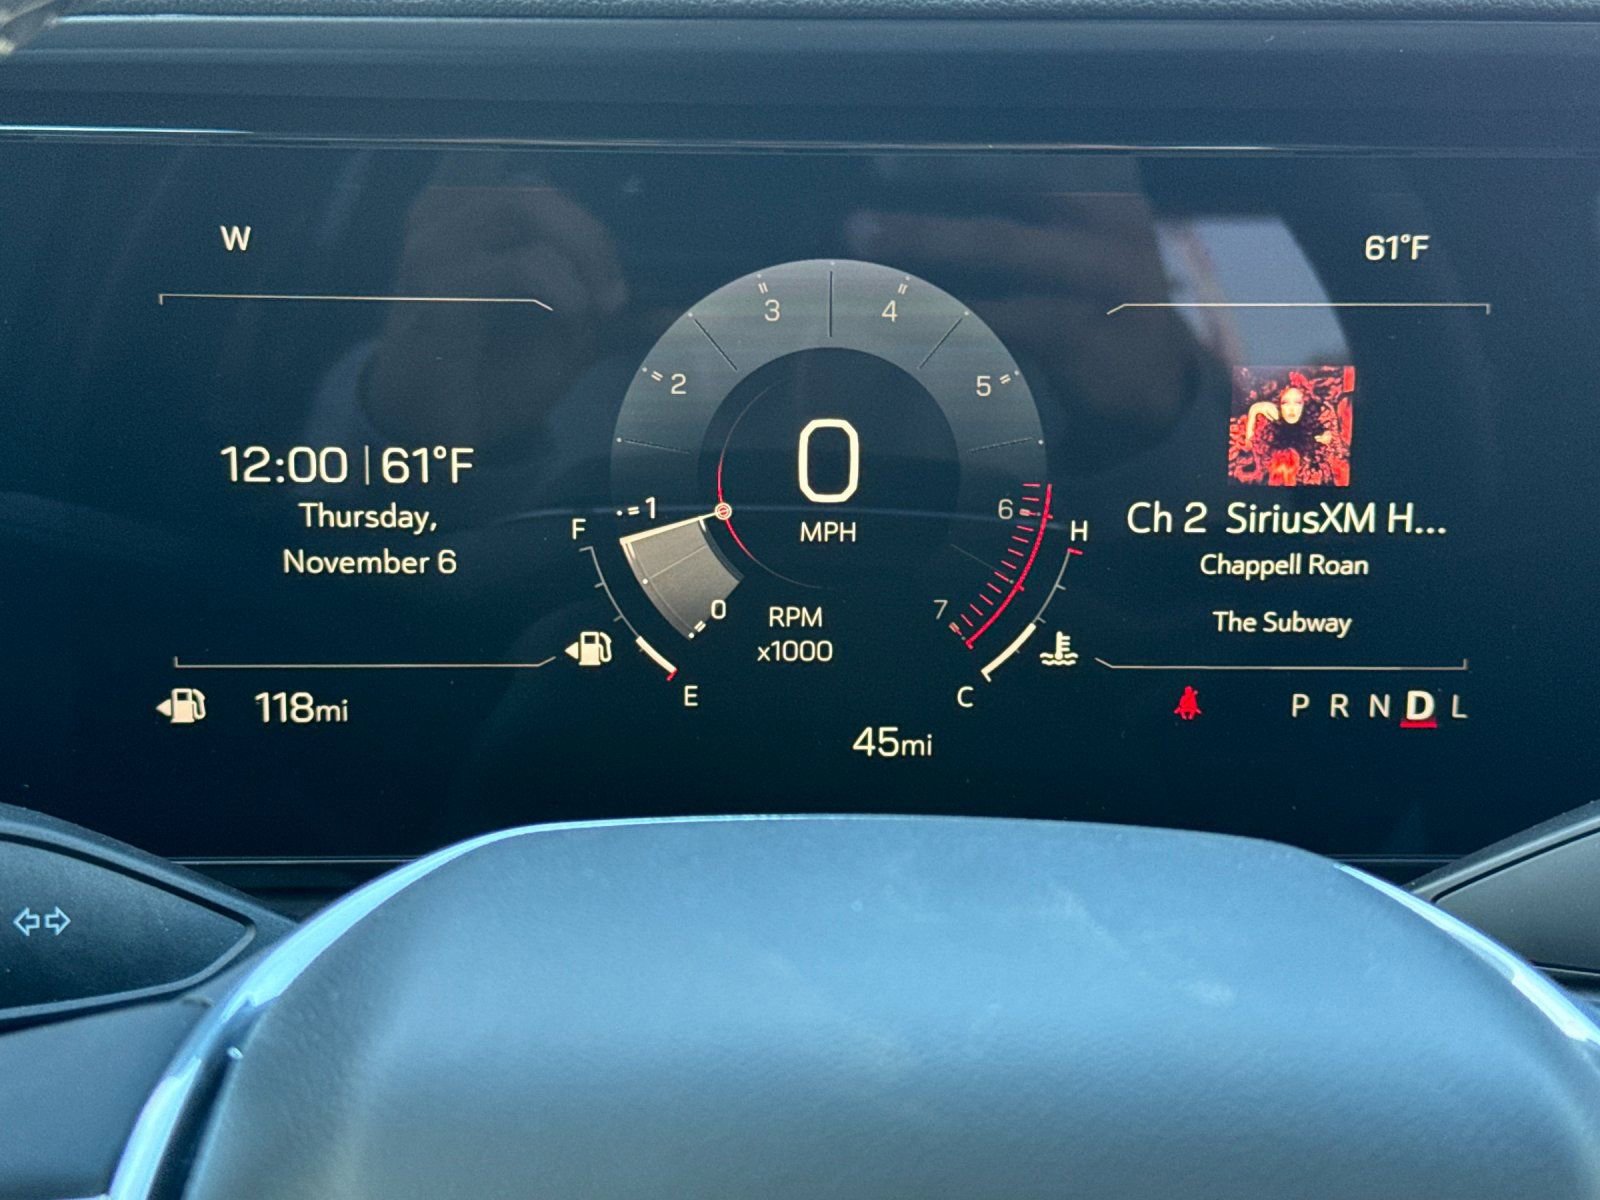 W
61°F
3
4
2
5
12:00 | 61°F
Thursday,
November 6
0
MPH
1
6
F
H
Ch 2 SiriusXM H...
Chappell Roan
The Subway
0
7
RPM
x1000
E
C
118mi
45mi
P R N D L